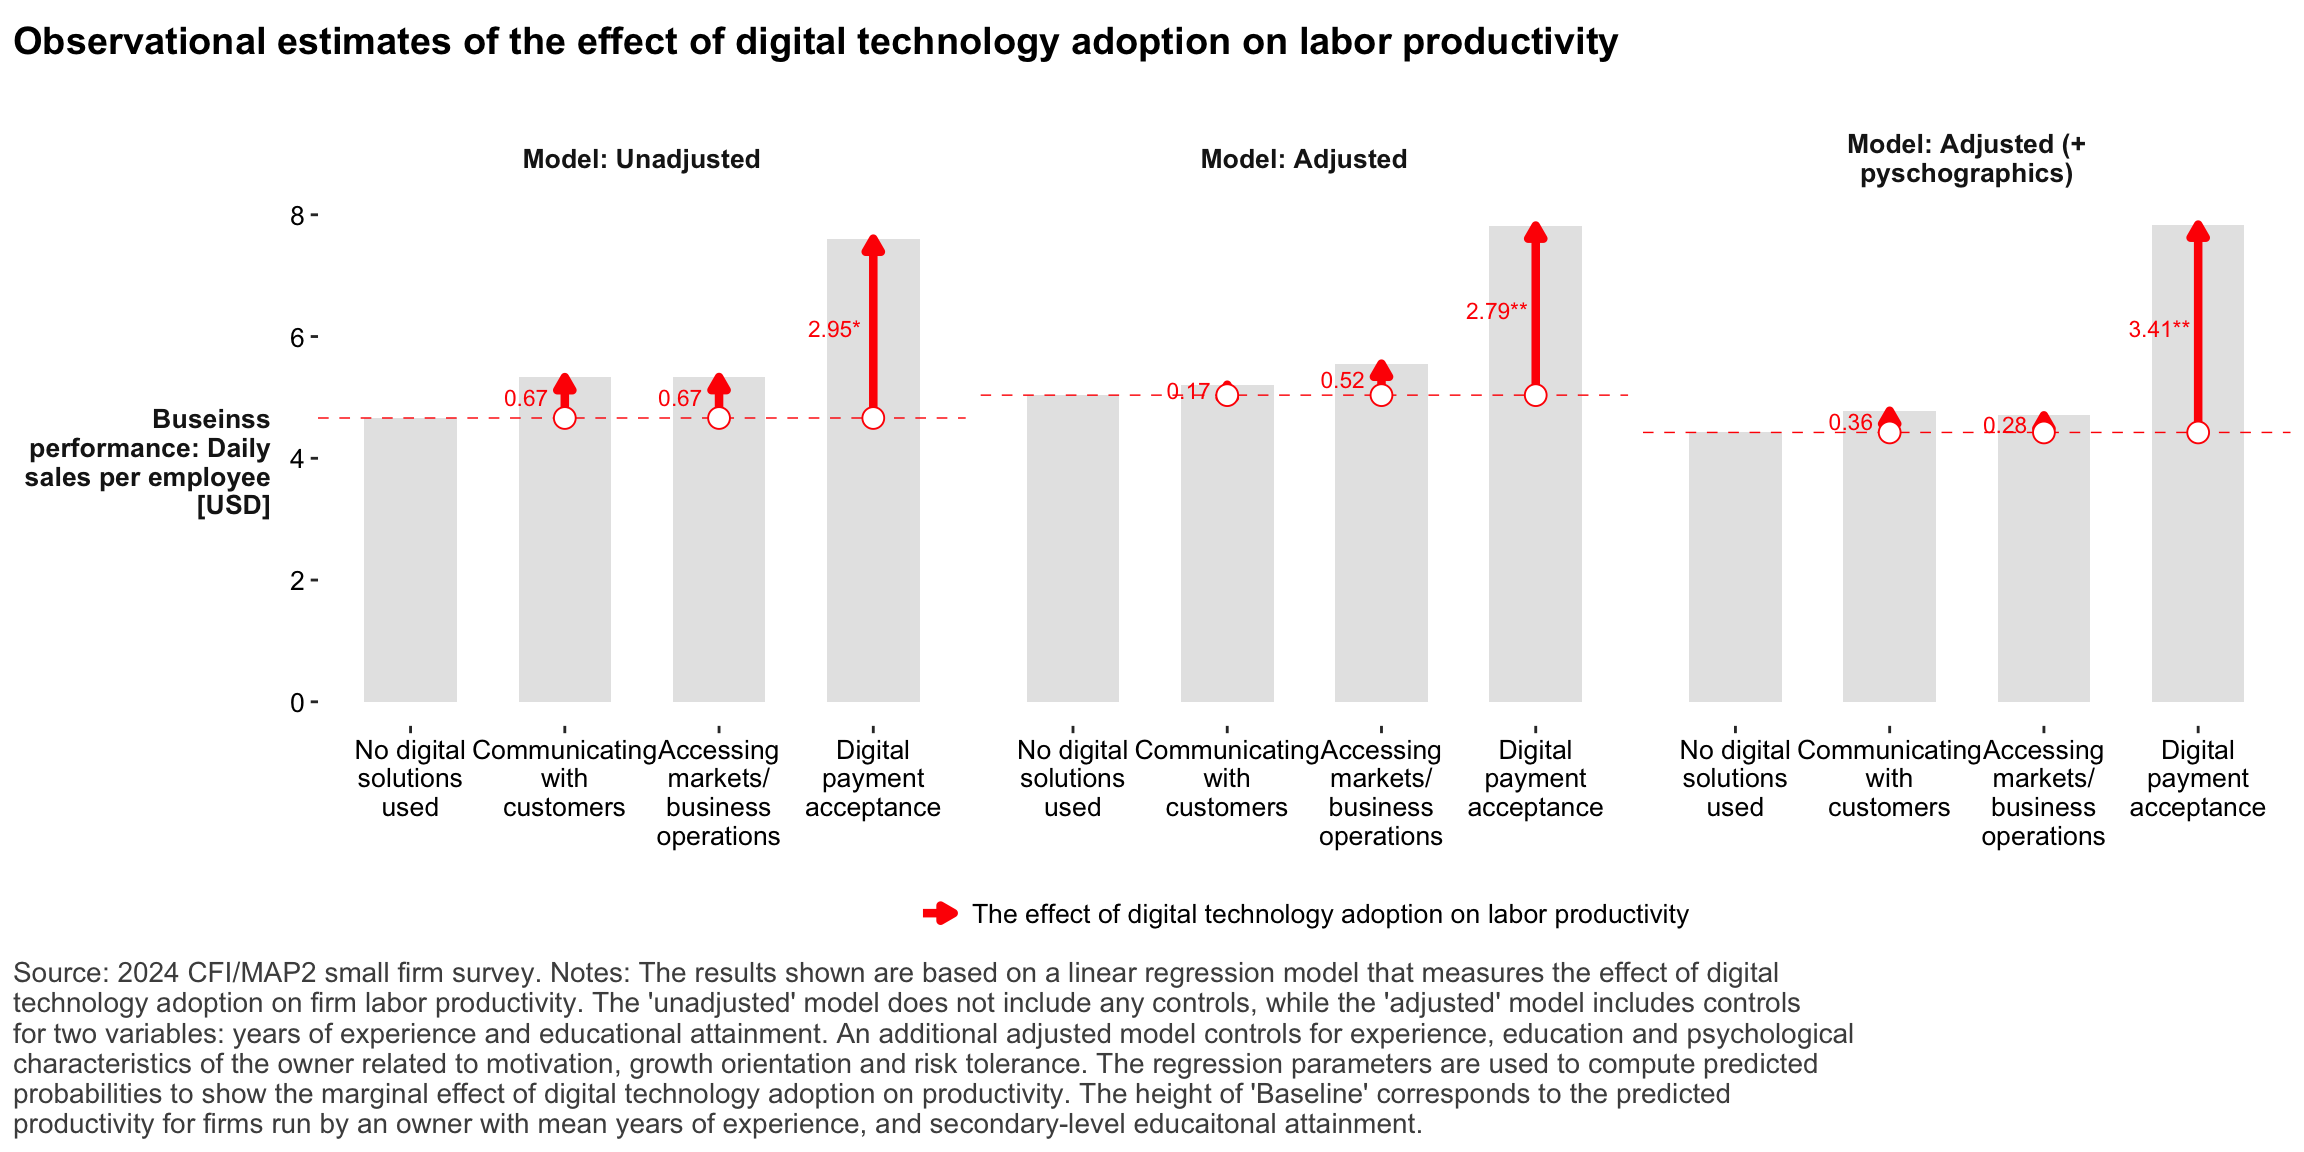 Observational estimates of the effect of digital technology adoption on labor productivity
Model: Unadjusted
Model: Adjusted
Model: Adjusted (+
pyschographics)
Buseinss
performance: Daily
sales per employee
[USD]
8
6
4
2
0
0.67
0.67
2.95*
0.17
0.52
2.79**
0.36
0.28
3.41**
No digital
solutions
used
Communicating
with
customers
Accessing
markets/
business
operations
Digital
payment
acceptance
No digital
solutions
used
Communicating
with
customers
Accessing
markets/
business
operations
Digital
payment
acceptance
No digital
solutions
used
Communicating
with
customers
Accessing
markets/
business
operations
Digital
payment
acceptance
The effect of digital technology adoption on labor productivity
Source: 2024 CFI/MAP2 small firm survey. Notes: The results shown are based on a linear regression model that measures the effect of digital
technology adoption on firm labor productivity. The 'unadjusted' model does not include any controls, while the 'adjusted' model includes controls
for two variables: years of experience and educational attainment. An additional adjusted model controls for experience, education and psychological
characteristics of the owner related to motivation, growth orientation and risk tolerance. The regression parameters are used to compute predicted
probabilities to show the marginal effect of digital technology adoption on productivity. The height of 'Baseline' corresponds to the predicted
productivity for firms run by an owner with mean years of experience, and secondary-level educaitonal attainment.